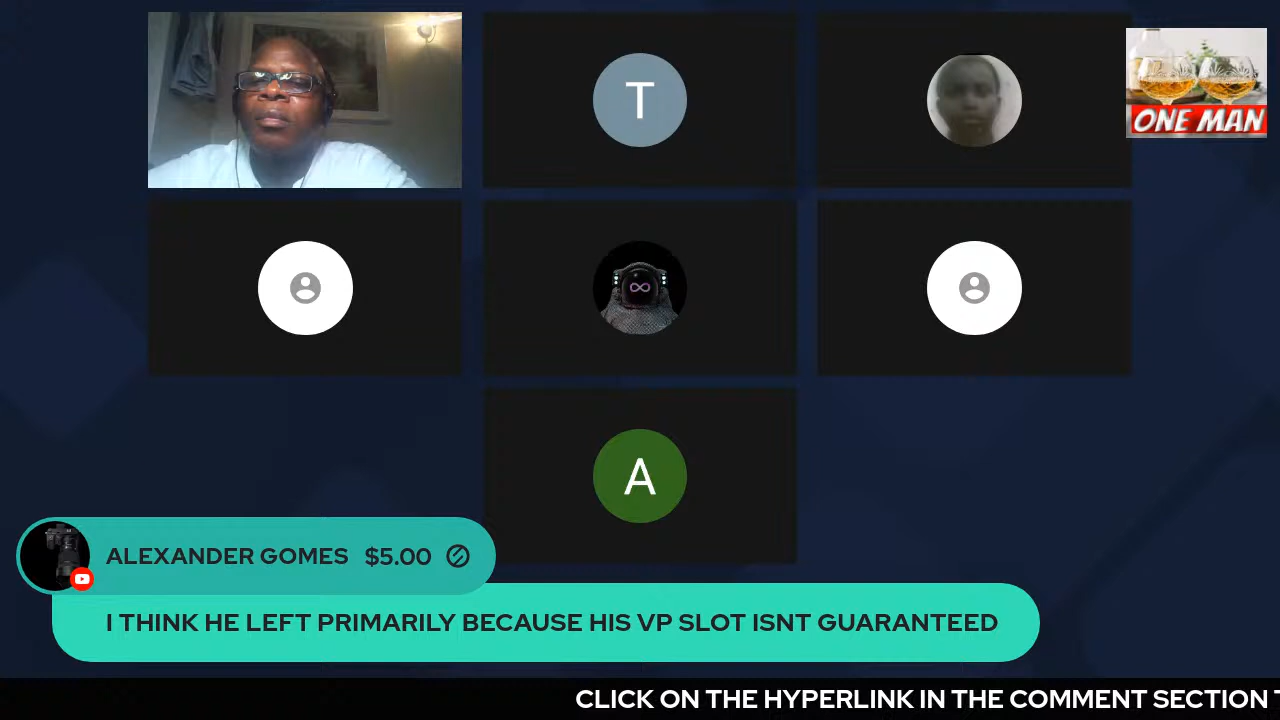 T
ONE MAN
A
ALEXANDER GOMES $5.00
I THINK HE LEFT PRIMARILY BECAUSE HIS VP SLOT ISNT GUARANTEED
CLICK ON THE HYPERLINK IN THE COMMENT SECTION